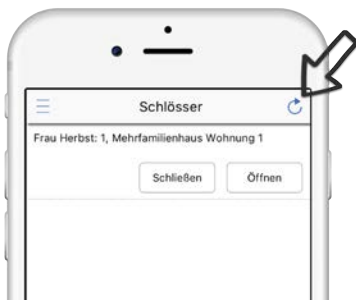 Schlösser
Frau Herbst: 1, Mehrfamilienhaus Wohnung 1
Schließen Öffnen